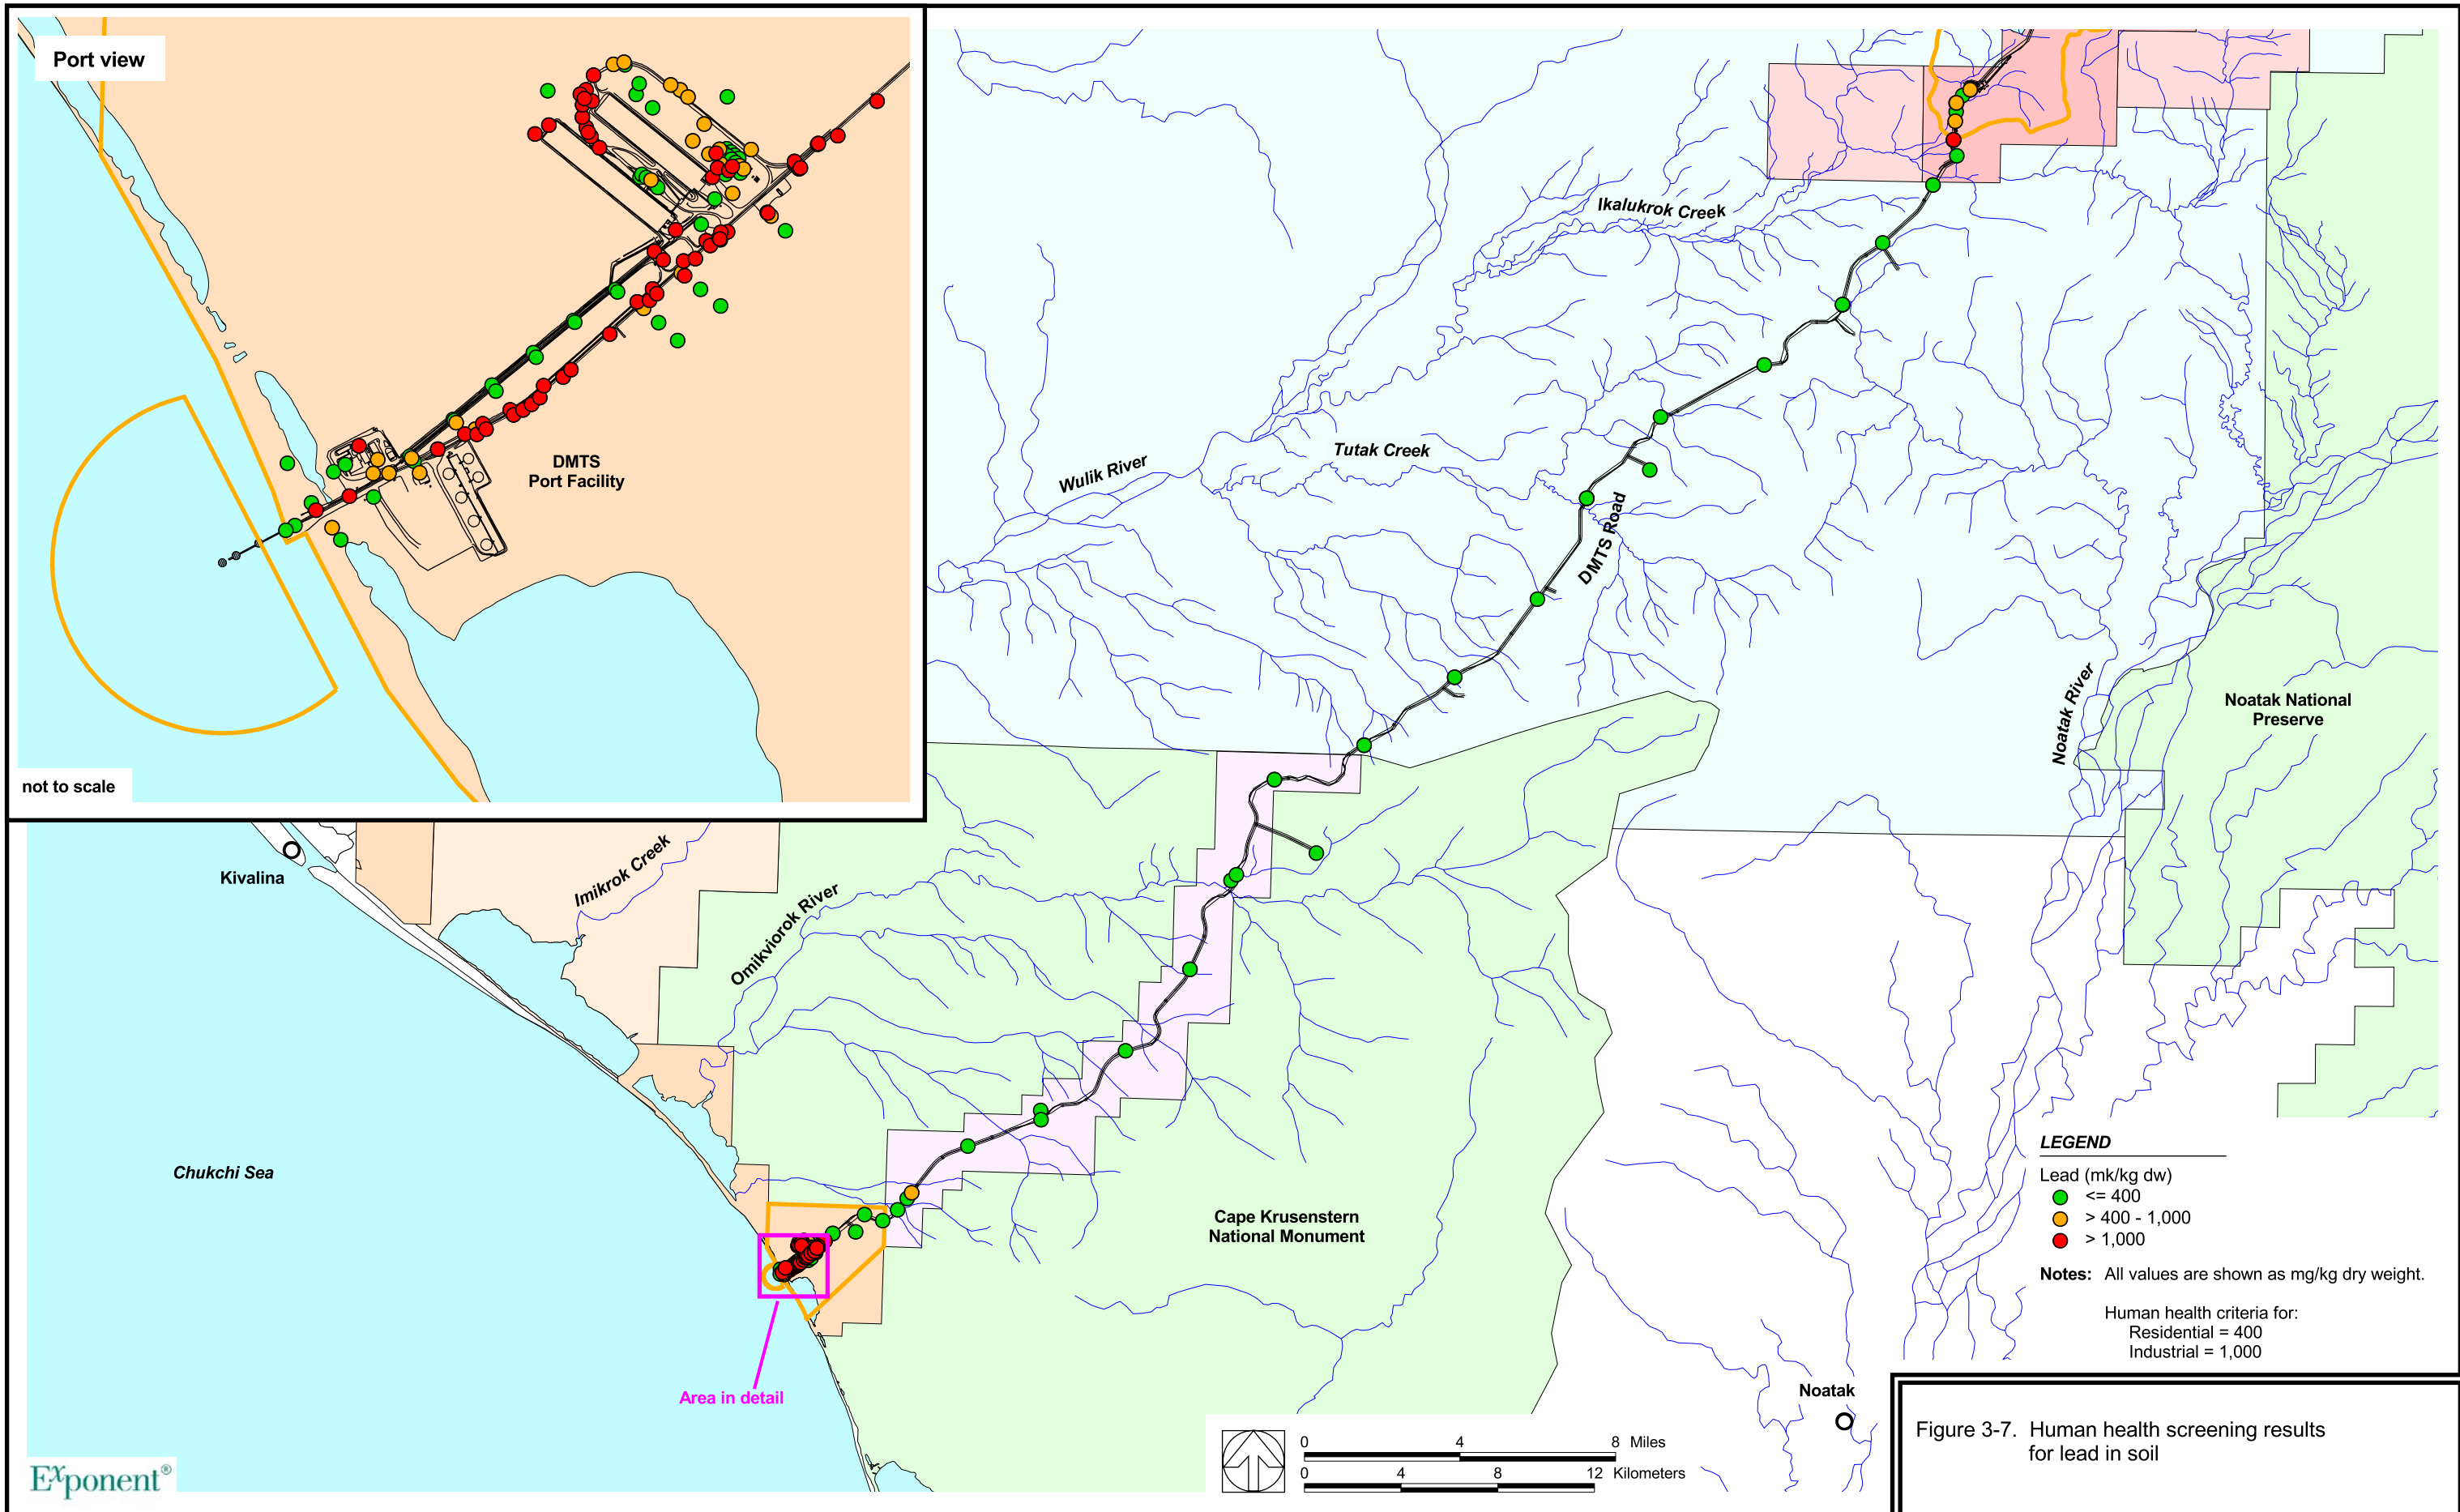 Port view
DMTS
Port Facility
not to scale
Ikalukrok Creek
Tutak Creek
Wulik River
DMTS Road
Noatak River
Noatak National
Preserve
Kivalina
Imikrok Creek
Omikviorok River
Chukchi Sea
Cape Krusenstern
National Monument
Area in detail
Noatak
LEGEND
Lead (mk/kg dw)
<= 400
> 400 - 1,000
> 1,000
Notes: All values are shown as mg/kg dry weight.
Human health criteria for:
Residential = 400
Industrial = 1,000
0 4 8 Miles
0 4 8 12 Kilometers
Exponent®
Figure 3-7. Human health screening results
for lead in soil